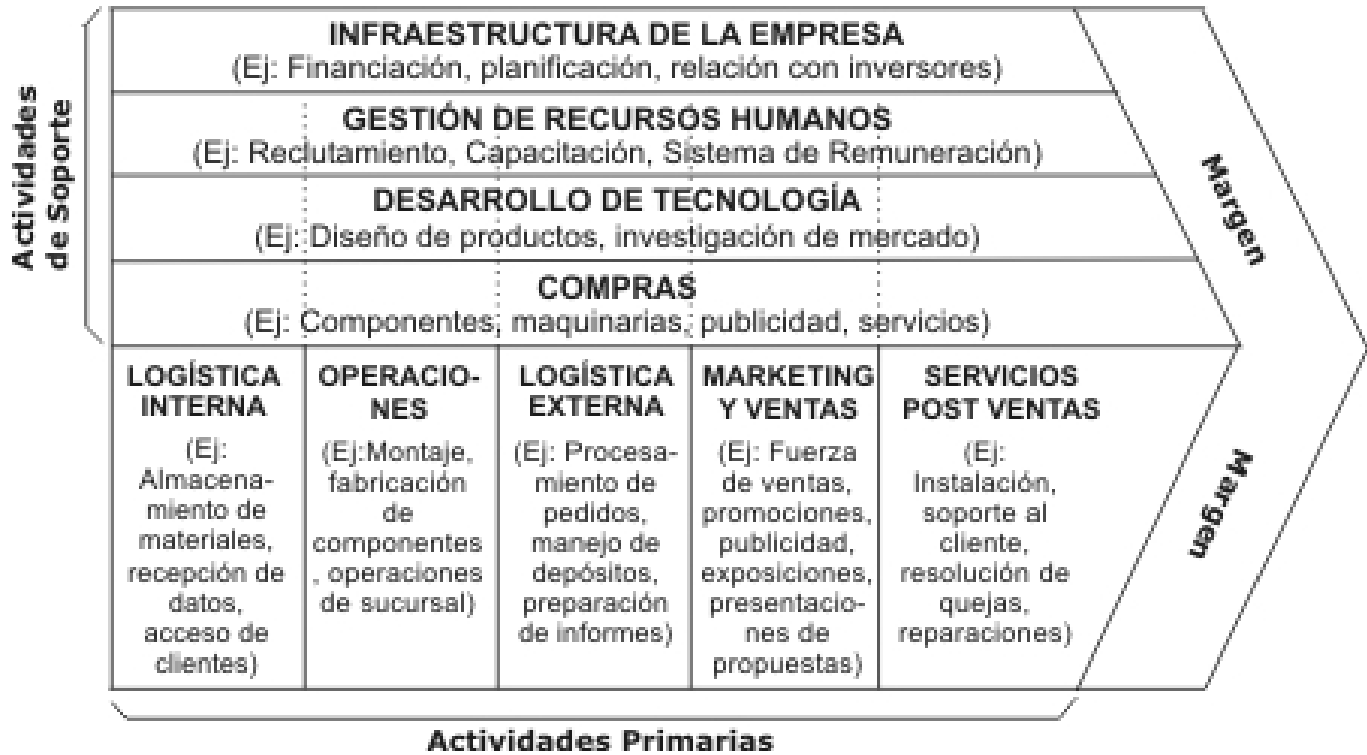 Actividades
de Soporte
INFRAESTRUCTURA DE LA EMPRESA
(Ej: Financiación, planificación, relación con inversores)
GESTIÓN DE RECURSOS HUMANOS
(Ej: Reclutamiento, Capacitación, Sistema de Remuneración)
DESARROLLO DE TECNOLOGÍA
(Ej: Diseño de productos, investigación de mercado)
COMPRAS
(Ej: Componentes, maquinarias, publicidad, servicios)
Margen
LOGÍSTICA
INTERNA
(Ej:
Almacena-
miento de
materiales,
recepción de
datos,
acceso de
clientes)
OPERACIO-
NES
(Ej:Montaje,
fabricación
de
componentes
, operaciones
de sucursal)
LOGÍSTICA
EXTERNA
(Ej: Procesa-
miento de
pedidos,
manejo de
depósitos,
preparación
de informes)
MARKETING
Y VENTAS
(Ej: Fuerza
de ventas,
promociones,
publicidad,
exposiciones,
presentacio-
nes de
propuestas)
SERVICIOS
POST VENTAS
(Ej:
Instalación,
soporte al
cliente,
resolución de
quejas,
reparaciones)
Margen
Actividades Primarias